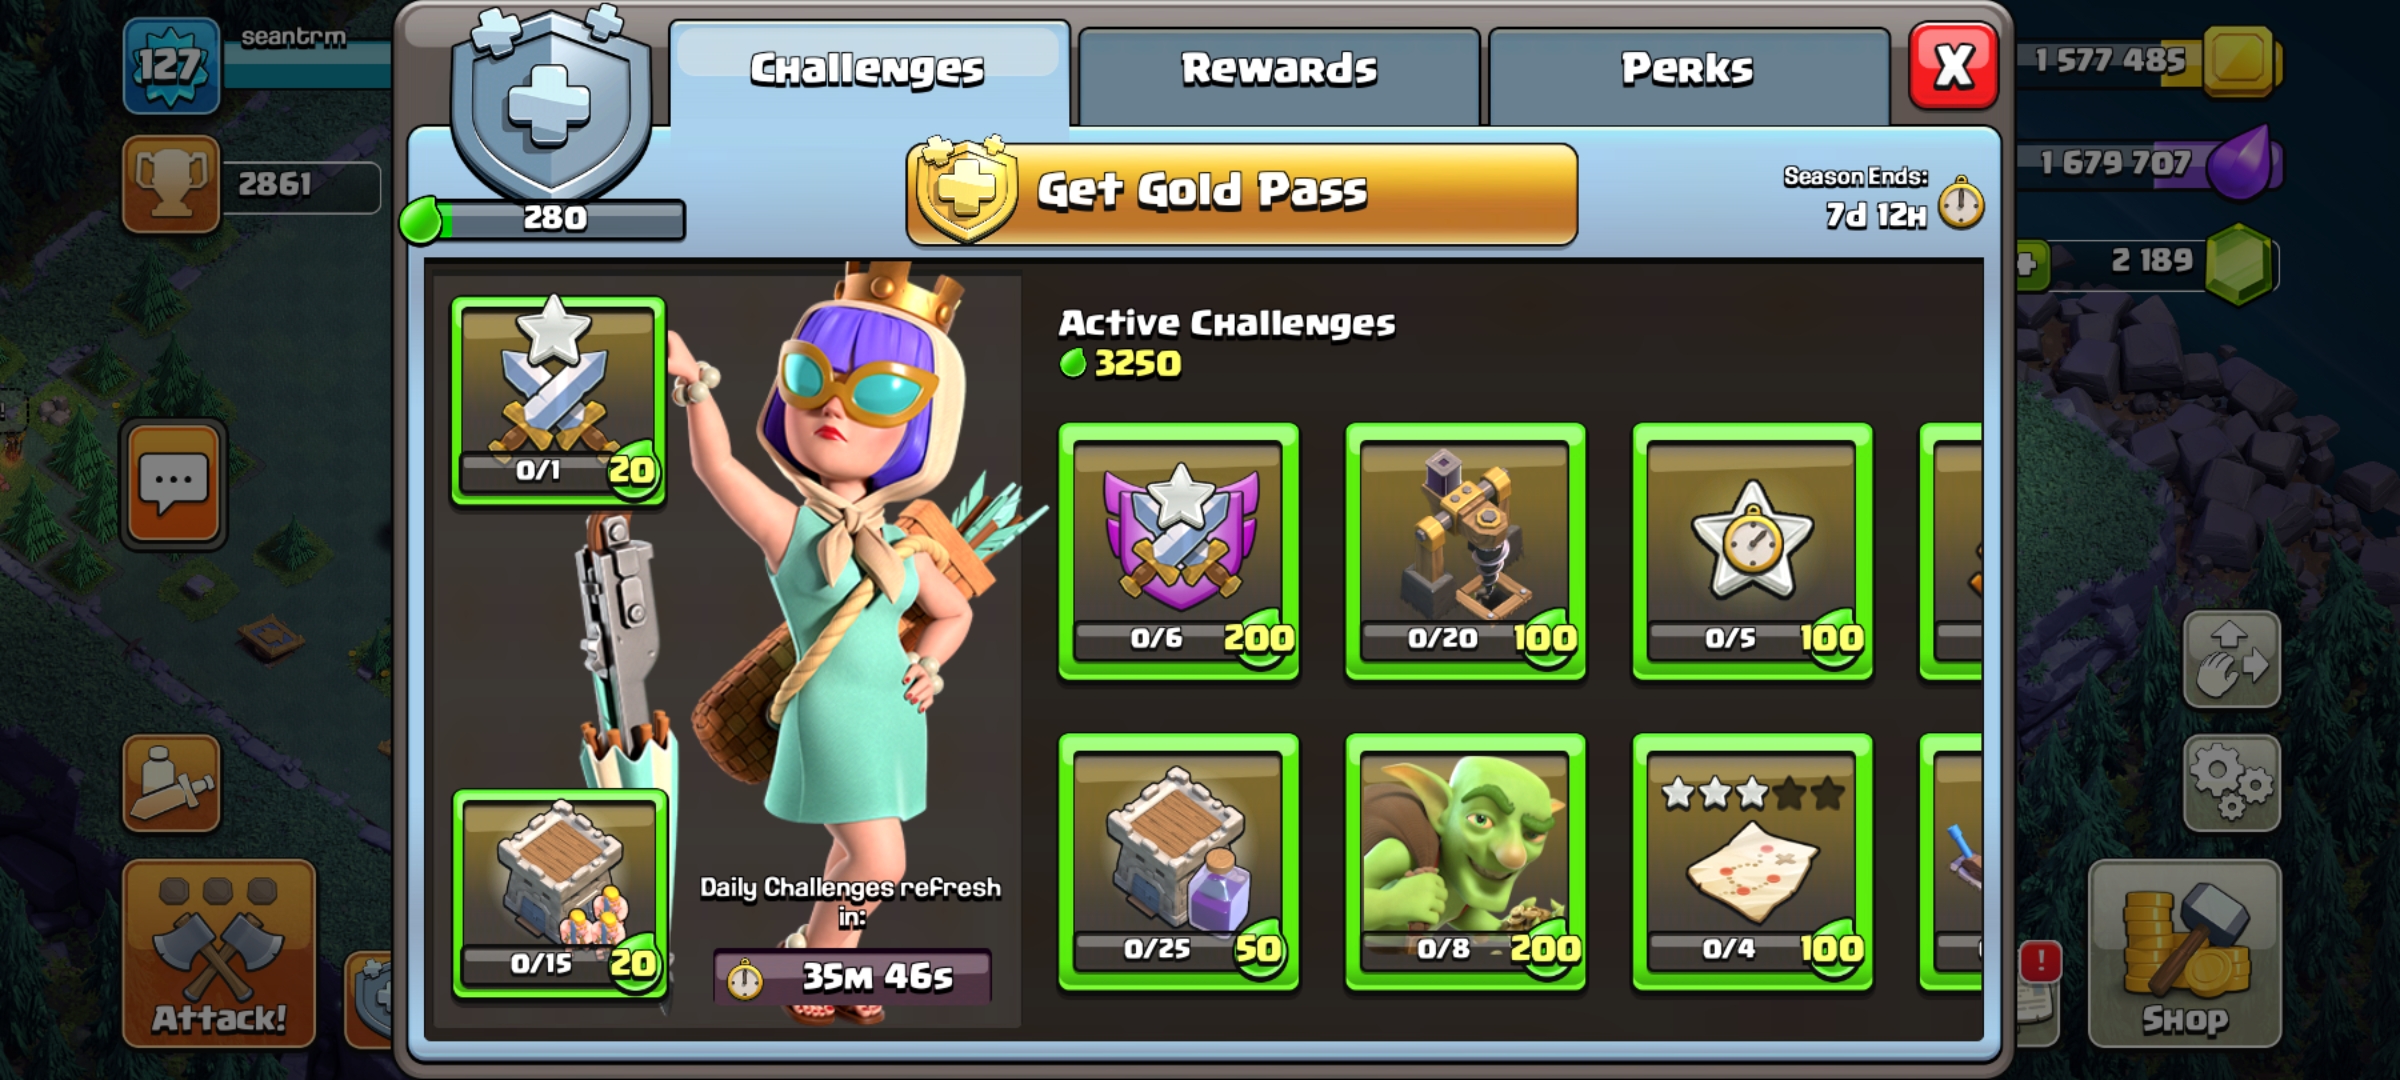 127
seantrm
2861
Challenges
Rewards
Perks
X
1 577 485
1 679 707
2 189
280
Get Gold Pass
Season Ends:
7d 12H
0/1
20
Active Challenges
3250
0/6
200
0/20
100
0/5
100
0/15
20
Daily Challenges refresh
in:
35M 46s
0/25
50
0/8
200
0/4
100
Attack!
!
Shop